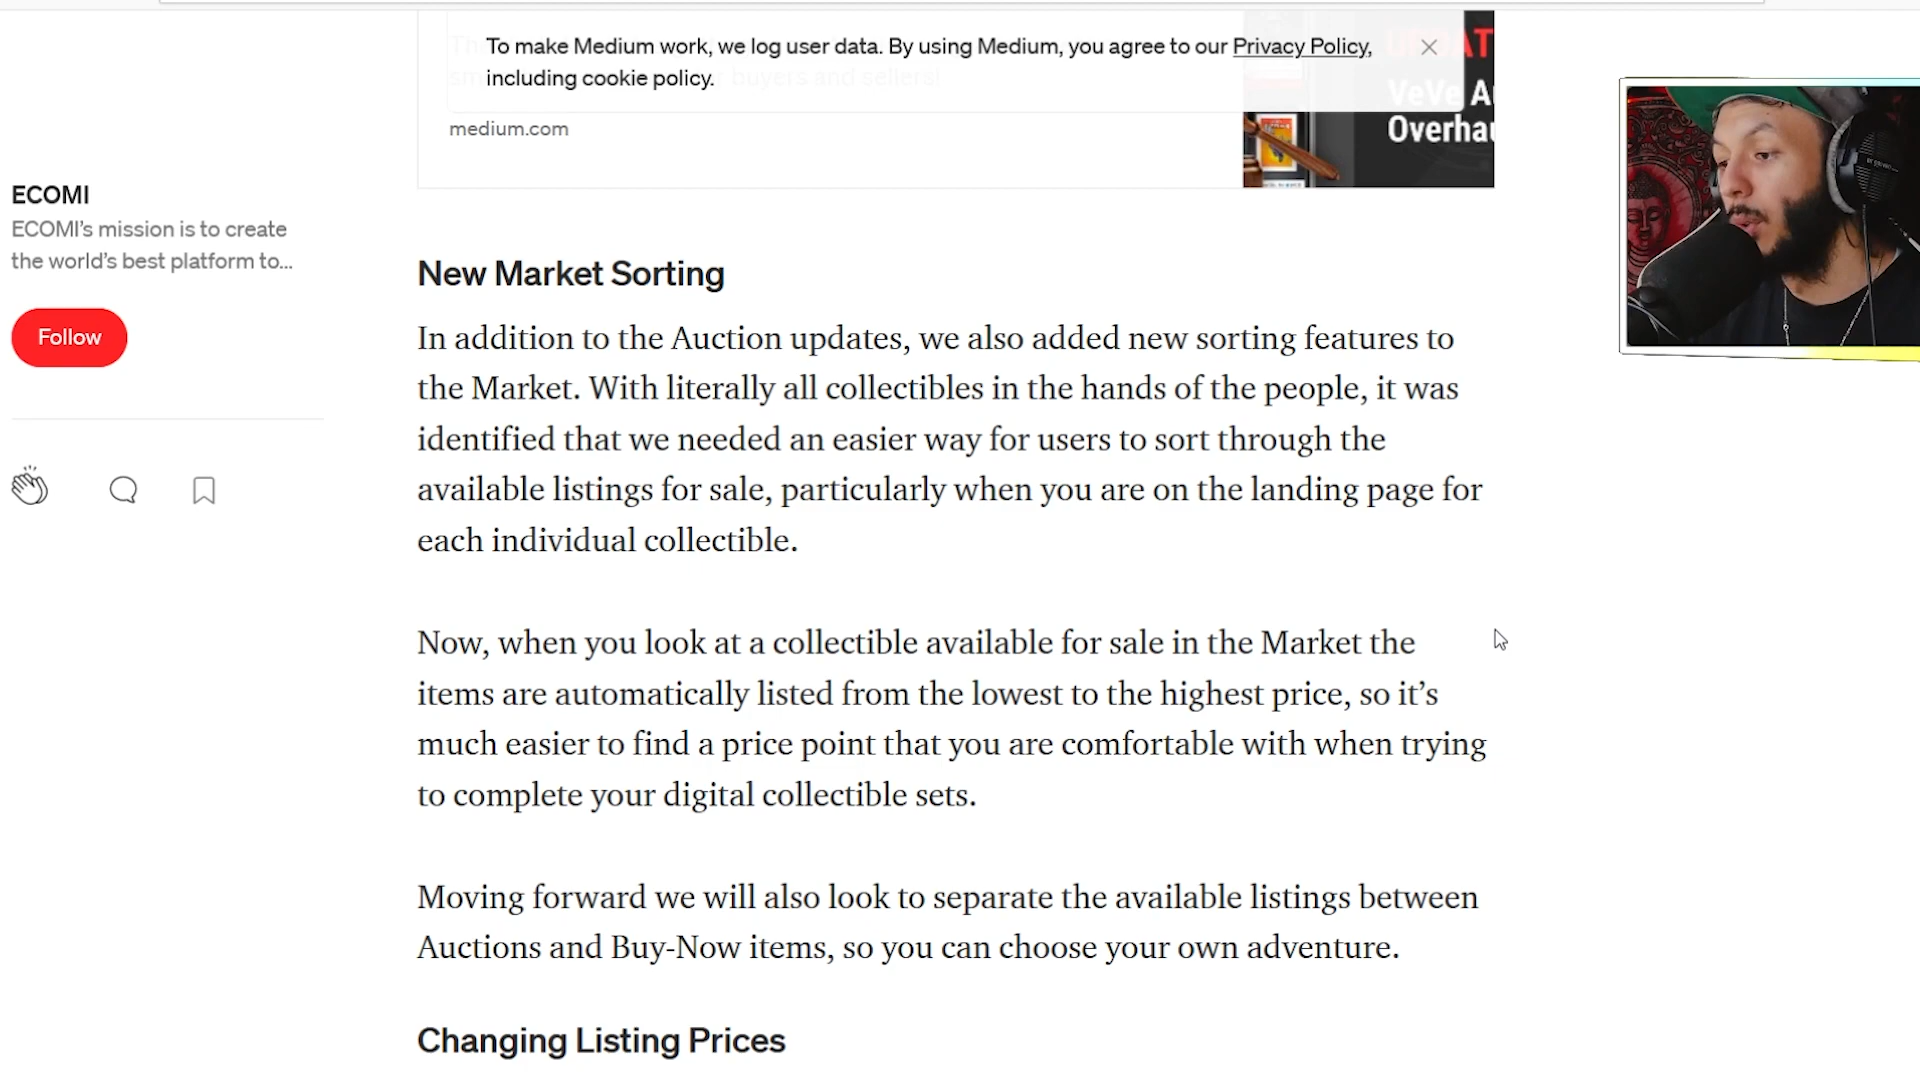 To make Medium work, we log user data. By using Medium, you agree to our Privacy Policy,
including cookie policy.
buyers and sellers!
medium.com
VeVe A
Overhau
ECOMI
ECOMI's mission is to create
the world's best platform to...
Follow
New Market Sorting
In addition to the Auction updates, we also added new sorting features to
the Market. With literally all collectibles in the hands of the people, it was
identified that we needed an easier way for users to sort through the
available listings for sale, particularly when you are on the landing page for
each individual collectible.
Now, when you look at a collectible available for sale in the Market the
items are automatically listed from the lowest to the highest price, so it's
much easier to find a price point that you are comfortable with when trying
to complete your digital collectible sets.
Moving forward we will also look to separate the available listings between
Auctions and Buy-Now items, so you can choose your own adventure.
Changing Listing Prices